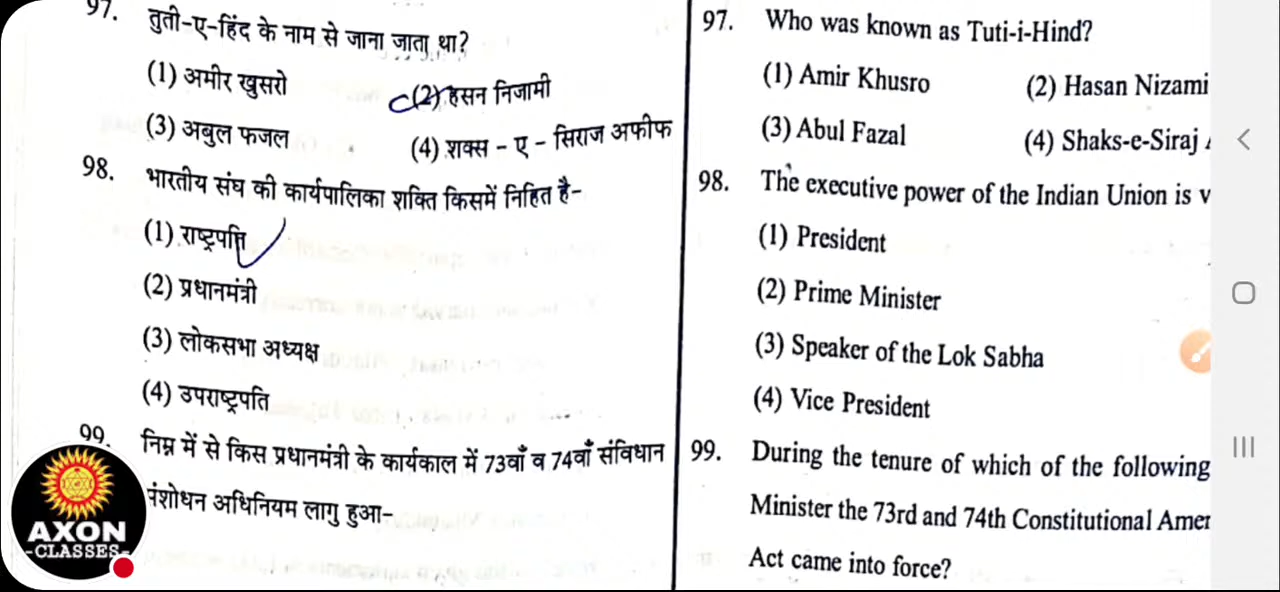 97.
तुती-ए-हिंद के नाम से जाना जाता था?
(1) अमीर खुसरो
(2) हसन निजामी
(3) अबुल फजल
(4) शक्स - ए - सिराज अफीफ
98. भारतीय संघ की कार्यपालिका शक्ति किसमें निहित है-
(1) राष्ट्रपति
(2) प्रधानमंत्री
(3) लोकसभा अध्यक्ष
(4) उपराष्ट्रपति
99. निम्न में से किस प्रधानमंत्री के कार्यकाल में 73वाँ व 74वाँ संविधान
संशोधन अधिनियम लागु हुआ-
97. Who was known as Tuti-i-Hind?
(1) Amir Khusro
(2) Hasan Nizami
(3) Abul Fazal
(4) Shaks-e-Siraj
98. The executive power of the Indian Union is
(1) President
(2) Prime Minister
(3) Speaker of the Lok Sabha
(4) Vice President
99. During the tenure of which of the following
Minister the 73rd and 74th Constitutional
Act came into force?
AXON
-CLASSES-